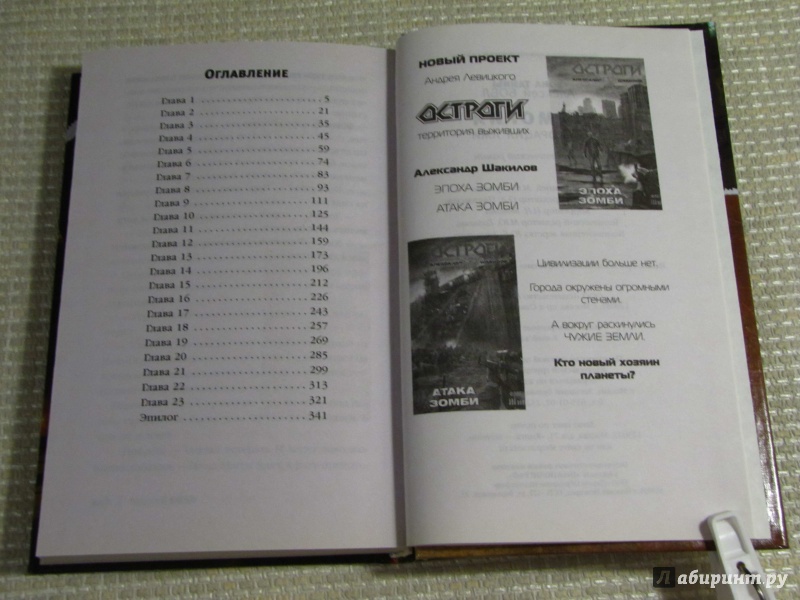 Оглавление
Глава 1 ........................ 5
Глава 2 ........................ 21
Глава 3 ........................ 35
Глава 4 ........................ 45
Глава 5 ........................ 59
Глава 6 ........................ 74
Глава 7 ........................ 83
Глава 8 ........................ 93
Глава 9 ........................ 111
Глава 10 ........................ 125
Глава 11 ........................ 144
Глава 12 ........................ 159
Глава 13 ........................ 173
Глава 14 ........................ 196
Глава 15 ........................ 212
Глава 16 ........................ 226
Глава 17 ........................ 243
Глава 18 ........................ 257
Глава 19 ........................ 269
Глава 20 ........................ 285
Глава 21 ........................ 299
Глава 22 ........................ 313
Глава 23 ........................ 321
Эпилог ........................ 341
НОВЫЙ ПРОЕКТ
Андрея Левицкого
ОСТРОГИ
территория выживших
Александр Шакилов
ЭПОХА ЗОМБИ
АТАКА ЗОМБИ
ОСТРОГИ
ЭПОХА
ЗОМБИ
ОСТРОГИ
АТАКА
ЗОМБИ
Цивилизации больше нет.
Города окружены огромными
стенами.
А вокруг раскинулись
ЧУЖИЕ ЗЕМЛИ.
Кто новый хозяин
планеты?
Лабиринт.ру